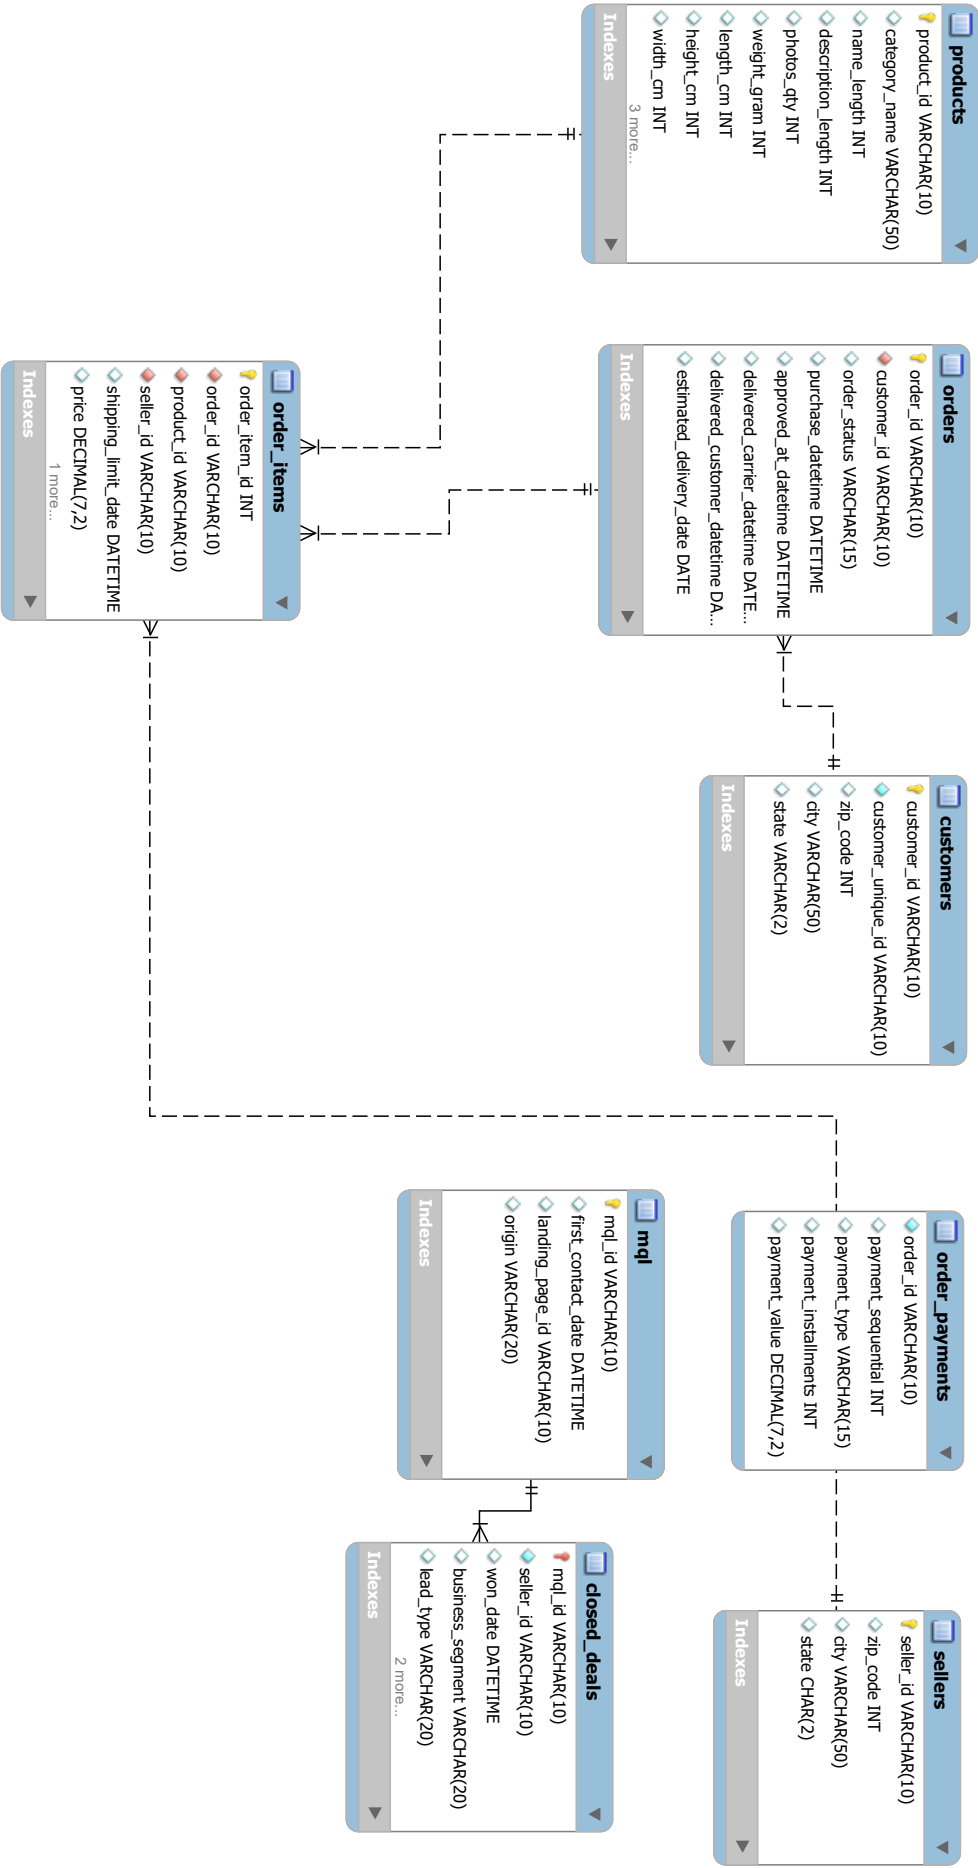 products
product_id VARCHAR(10)
category_name VARCHAR(50)
name_length INT
description_length INT
photos_qty INT
weight_gram INT
length_cm INT
height_cm INT
width_cm INT
3 more...
Indexes
orders
order_id VARCHAR(10)
customer_id VARCHAR(10)
order_status VARCHAR(15)
purchase_datetime DATETIME
approved_at_datetime DATETIME
delivered_carrier_datetime DATE...
delivered_customer_datetime DA...
estimated_delivery_date DATE
Indexes
customers
customer_id VARCHAR(10)
customer_unique_id VARCHAR(10)
zip_code INT
city VARCHAR(50)
state VARCHAR(2)
Indexes
order_payments
order_id VARCHAR(10)
payment_sequential INT
payment_type VARCHAR(15)
payment_installments INT
payment_value DECIMAL(7,2)
sellers
seller_id VARCHAR(10)
zip_code INT
city VARCHAR(50)
state CHAR(2)
Indexes
order_items
order_item_id INT
order_id VARCHAR(10)
product_id VARCHAR(10)
seller_id VARCHAR(10)
shipping_limit_date DATETIME
price DECIMAL(7,2)
1 more...
Indexes
mql
mql_id VARCHAR(10)
first_contact_date DATETIME
landing_page_id VARCHAR(10)
origin VARCHAR(20)
Indexes
closed_deals
mql_id VARCHAR(10)
seller_id VARCHAR(10)
won_date DATETIME
business_segment VARCHAR(20)
lead_type VARCHAR(20)
2 more...
Indexes